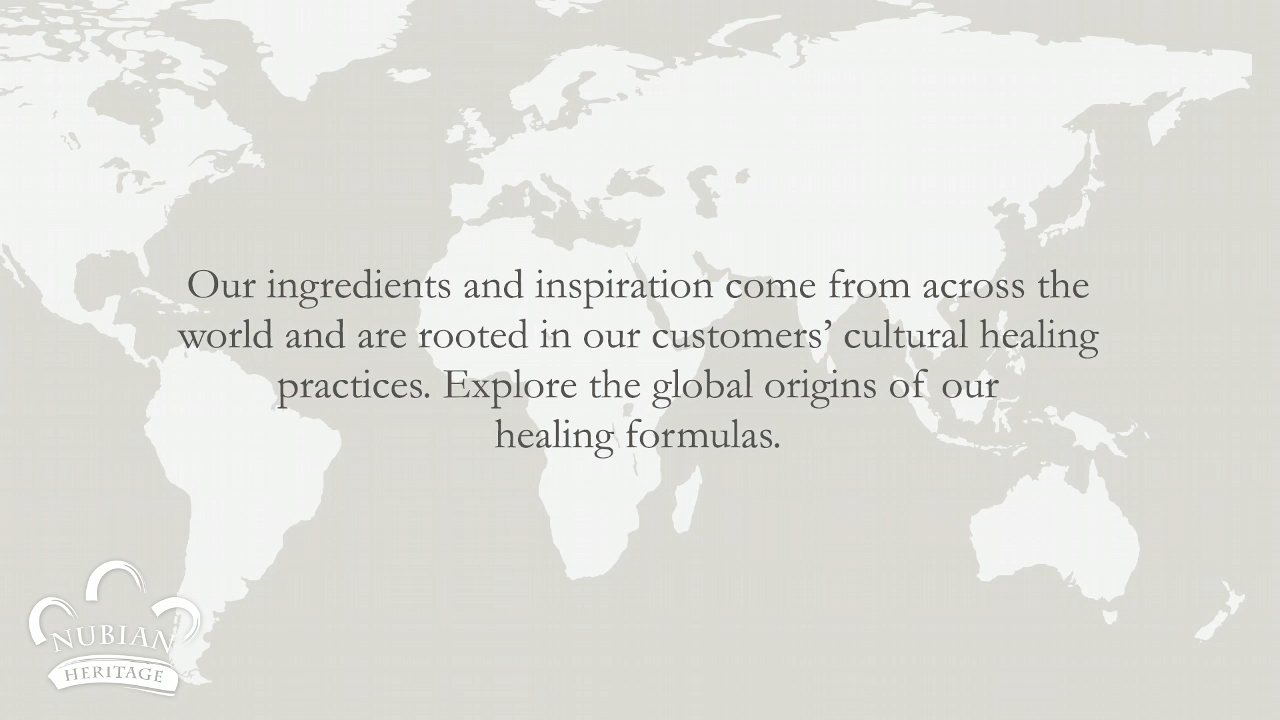 Our ingredients and inspiration come from across the
world and are rooted in our customers’ cultural healing
practices. Explore the global origins of our
healing formulas.
NUBIAN
HERITAGE